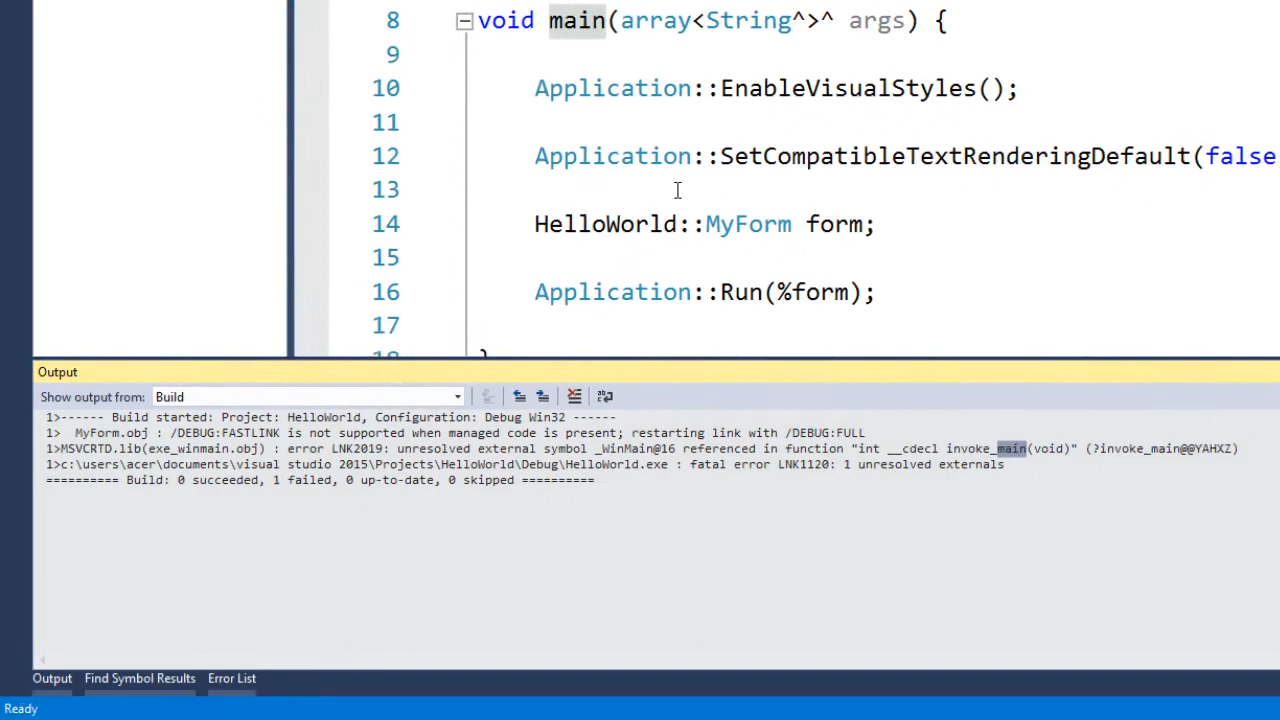 8 void main(array<String^>^ args) {
9
10 Application::EnableVisualStyles();
11
12 Application::SetCompatibleTextRenderingDefault(false
13
14 HelloWorld::MyForm form;
15
16 Application::Run(%form);
17
18 }
Output
Show output from: Build
1>------ Build started: Project: HelloWorld, Configuration: Debug Win32 ------
1>  MyForm.obj : /DEBUG:FASTLINK is not supported when managed code is present; restarting link with /DEBUG:FULL
1>MSVCRTD.lib(exe_winmain.obj) : error LNK2019: unresolved external symbol _WinMain@16 referenced in function "int __cdecl invoke_main(void)" (?invoke_main@@YAHXZ)
1>c:\users\acer\documents\visual studio 2015\Projects\HelloWorld\Debug\HelloWorld.exe : fatal error LNK1120: 1 unresolved externals
========== Build: 0 succeeded, 1 failed, 0 up-to-date, 0 skipped ==========
Output Find Symbol Results Error List
Ready